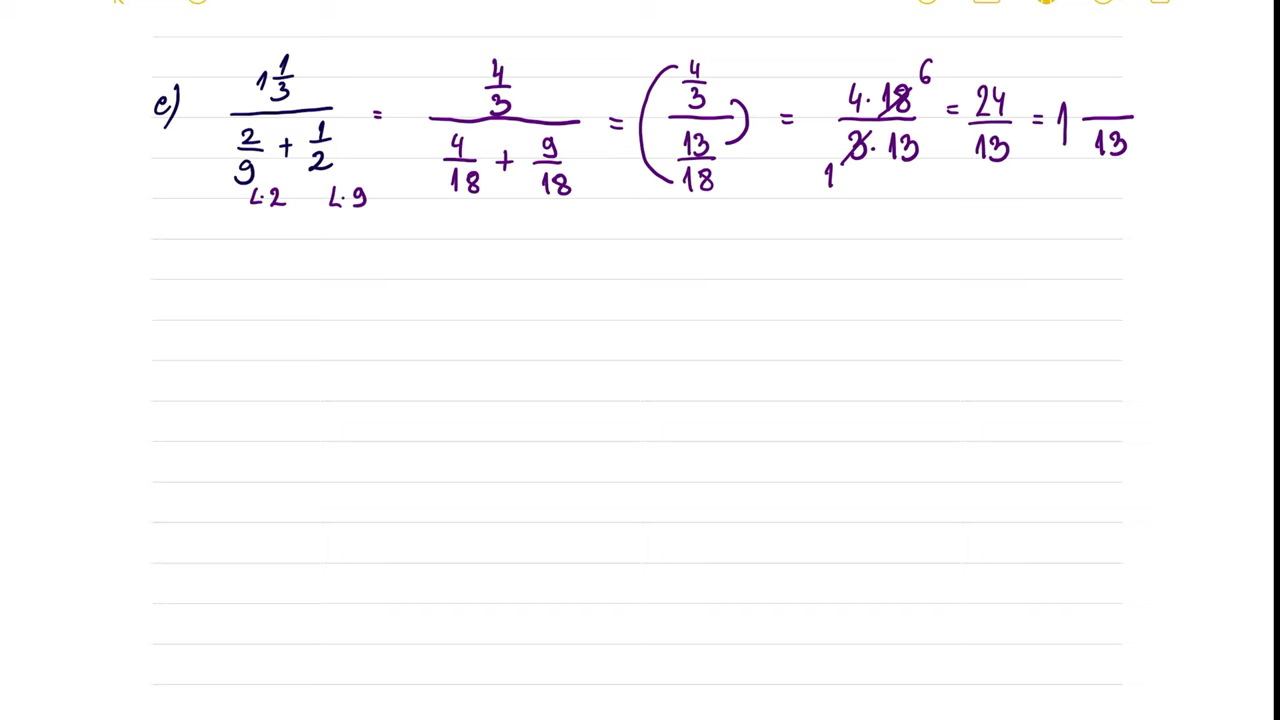 e) (1 1/3)/(2/9 + 1/2) = (4/3)/(4/18 + 9/18) = ((4/3)/(13/18)) = (4·18)/(3·13) 6 1 = 24/13 = 1 /13
∟·2 ∟·9